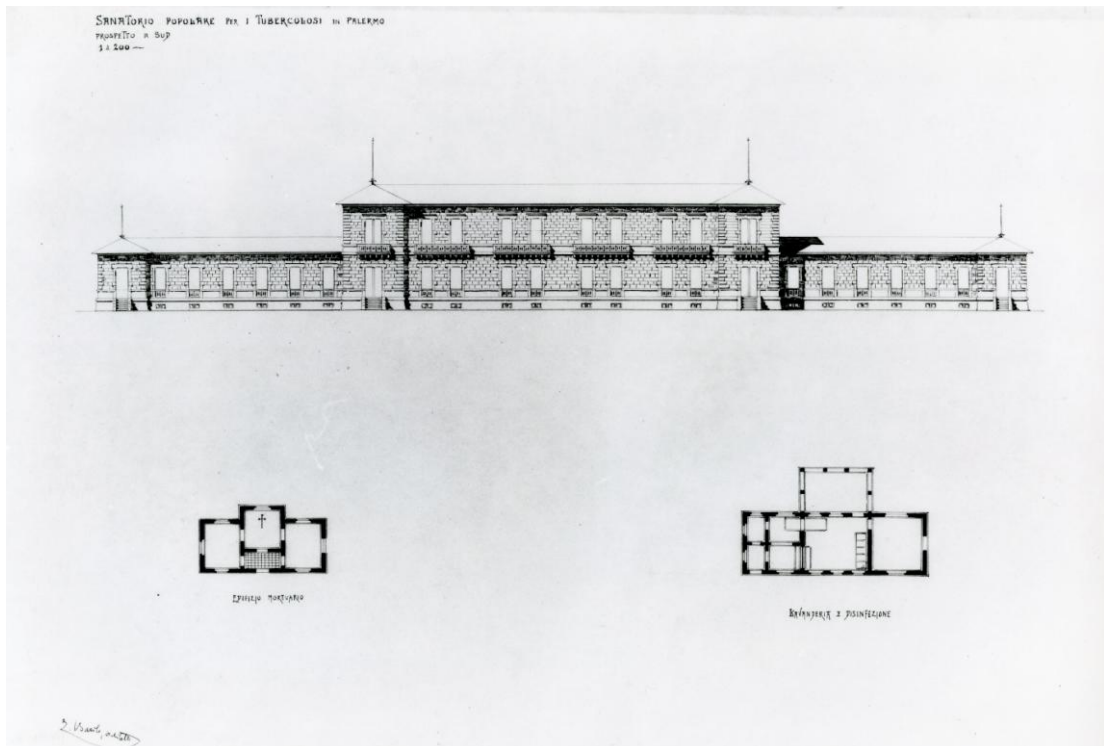 SANATORIO POPOLARE PER I TUBERCOLOSI IN PALERMO
PROSPETTO A SUD
1 A 200
EDIFICIO MORTUARIO
LAVANDERIA E DISINFEZIONE